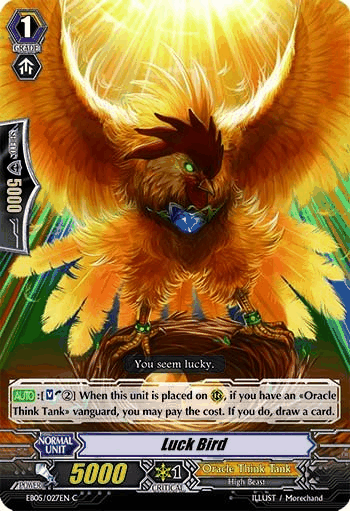 1
GRADE
SHIELD
5000
You seem lucky.
AUTO:[②] When this unit is placed on, if you have an «Oracle
Think Tank» vanguard, you may pay the cost. If you do, draw a card.
NORMAL
UNIT
Luck Bird
POWER
5000
1
CRITICAL
Oracle Think Tank
High Beast
EB05/027EN C
ILLUST / Morechand